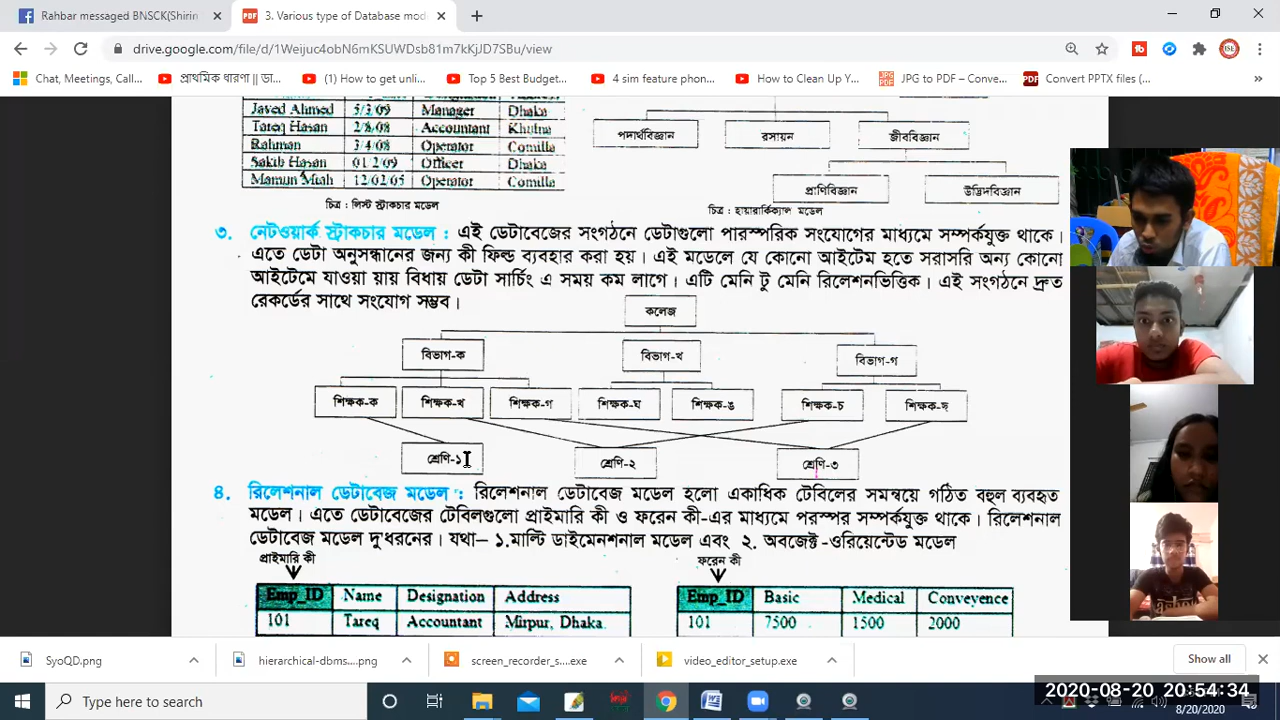 Rahbar messaged BNSCK(Shirin
3. Various type of Database mod
drive.google.com/file/d/1Weijuc4obN6mKSUWDsb81m7kKjJD7SBu/view
Chat, Meetings, Call...
প্রাথমিক ধারণা || ডা...
(1) How to get unli...
Top 5 Best Budget...
4 sim feature phon...
How to Clean Up Y...
JPG to PDF – Conve...
Convert PPTX files (...
Javed Ahmed 5/3/09 Manager Dhaka
Tareq Hasan 2/8/08 Accountant Khulna
Rahman 3/4/08 Operator Comilla
Sakib Hasan 01/2/09 Officer Dhaka
Mamun Miah 12/02/05 Operator Comilla
চিত্র : লিস্ট স্ট্রাকচার মডেল
পদার্থবিজ্ঞান রসায়ন জীববিজ্ঞান
প্রাণিবিজ্ঞান উদ্ভিদবিজ্ঞান
চিত্র : হায়ারার্কিক্যাল মডেল
৩. নেটওয়ার্ক স্ট্রাকচার মডেল : এই ডেটাবেজের সংগঠনে ডেটাগুলো পারস্পরিক সংযোগের মাধ্যমে সম্পর্কযুক্ত থাকে।
এতে ডেটা অনুসন্ধানের জন্য কী ফিল্ড ব্যবহার করা হয়। এই মডেলে যে কোনো আইটেম হতে সরাসরি অন্য কোনো
আইটেমে যাওয়া যায় বিধায় ডেটা সার্চিং এ সময় কম লাগে। এটি মেনি টু মেনি রিলেশনভিত্তিক। এই সংগঠনে দ্রুত
রেকর্ডের সাথে সংযোগ সম্ভব।
কলেজ
বিভাগ-ক বিভাগ-খ বিভাগ-গ
শিক্ষক-ক শিক্ষক-খ শিক্ষক-গ শিক্ষক-ঘ শিক্ষক-ঙ শিক্ষক-চ
শ্রেণি-১ শ্রেণি-২ শ্রেণি-৩
৪. রিলেশনাল ডেটাবেজ মডেল : রিলেশনাল ডেটাবেজ মডেল হলো একাধিক টেবিলের সমন্বয়ে গঠিত বহুল ব্যবহৃত
মডেল। এতে ডেটাবেজের টেবিলগুলো প্রাইমারি কী ও ফরেন কী-এর মাধ্যমে পরস্পর সম্পর্কযুক্ত থাকে। রিলেশনাল
ডেটাবেজ মডেল দু'ধরনের। যথা– ১.মাল্টি ডাইমেনশনাল মডেল এবং ২. অবজেক্ট -ওরিয়েন্টেড মডেল
প্রাইমারি কী
Emp_ID Name Designation Address
101 Tareq Accountant Mirpur, Dhaka
ফরেন কী
Emp_ID Basic Medical Conveyence
101 7500 1500 2000
SyoQD.png
hierarchical-dbms....png
screen_recorder_s....exe
video_editor_setup.exe
Show all
Type here to search
2020-08-20 20:54:34
8/20/2020